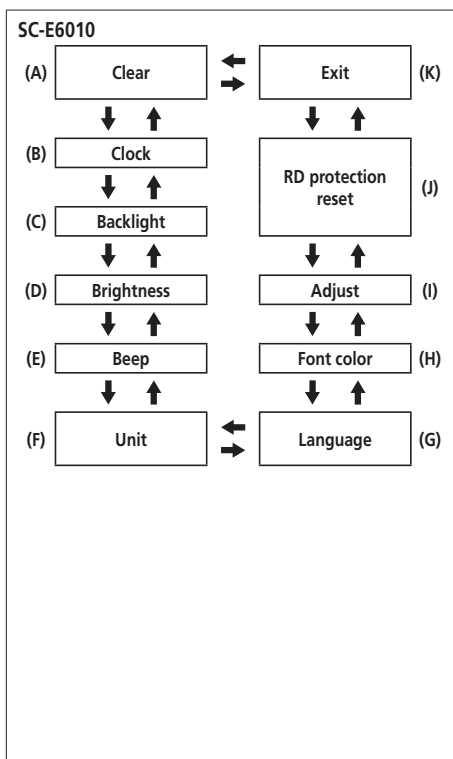 SC-E6010
(A) Clear Exit (K)
(B) Clock
RD protection
reset (J)
(C) Backlight
(D) Brightness Adjust (I)
(E) Beep Font color (H)
(F) Unit Language (G)